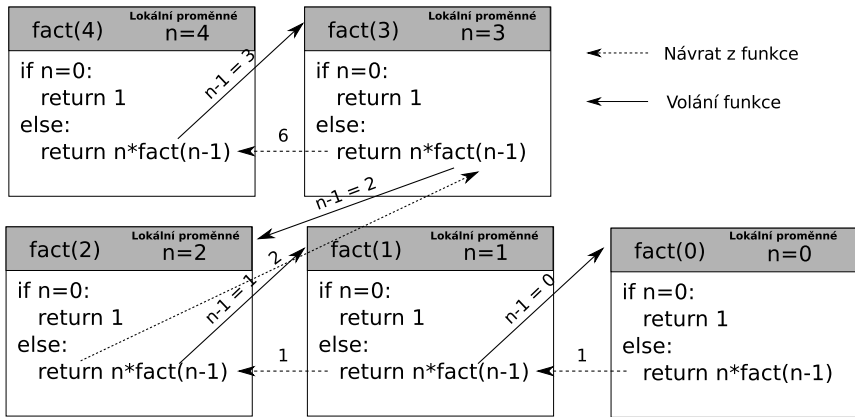 fact(4)
Lokální proměnné
n=4
if n=0:
return 1
else:
return n*fact(n-1)
n-1 = 3
6
fact(3)
Lokální proměnné
n=3
if n=0:
return 1
else:
return n*fact(n-1)
Návrat z funkce
Volání funkce
n-1 = 2
2
fact(2)
Lokální proměnné
n=2
if n=0:
return 1
else:
return n*fact(n-1)
n-1 = 1
1
fact(1)
Lokální proměnné
n=1
if n=0:
return 1
else:
return n*fact(n-1)
n-1 = 0
1
fact(0)
Lokální proměnné
n=0
if n=0:
return 1
else:
return n*fact(n-1)